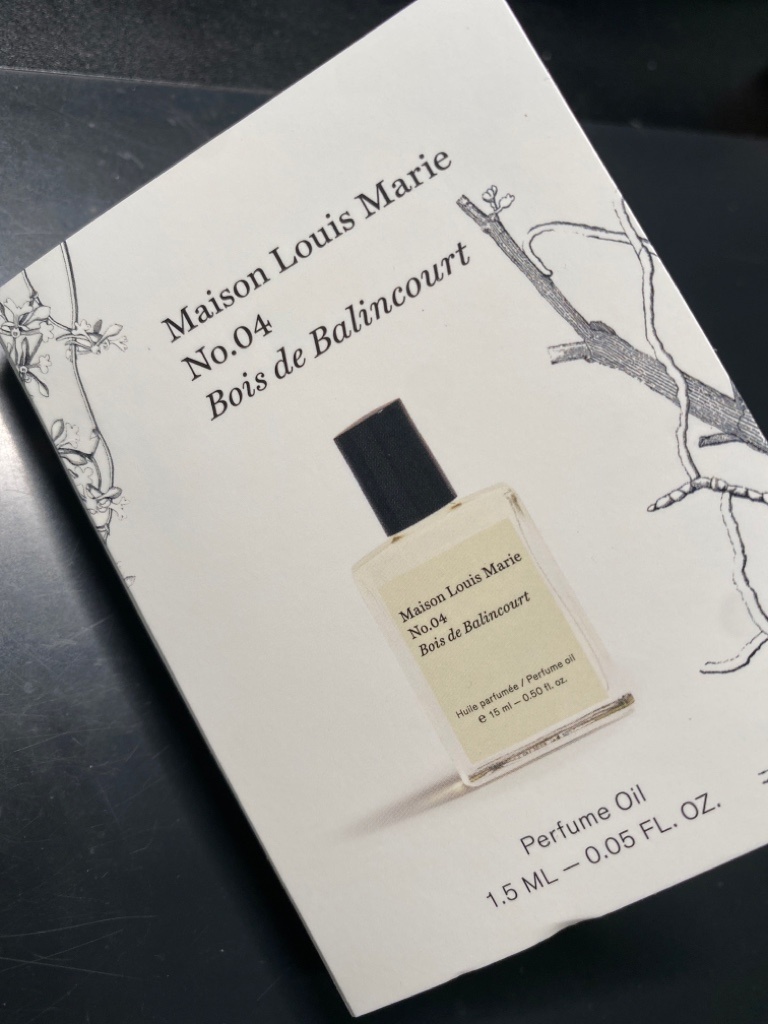 Maison Louis Marie
No.04
Bois de Balincourt
Maison Louis Marie
No.04
Bois de Balincourt
Huile parfumée / Perfume oil
℮ 15 ml – 0.50 fl. oz.
Perfume Oil
1.5 ML – 0.05 FL. OZ.